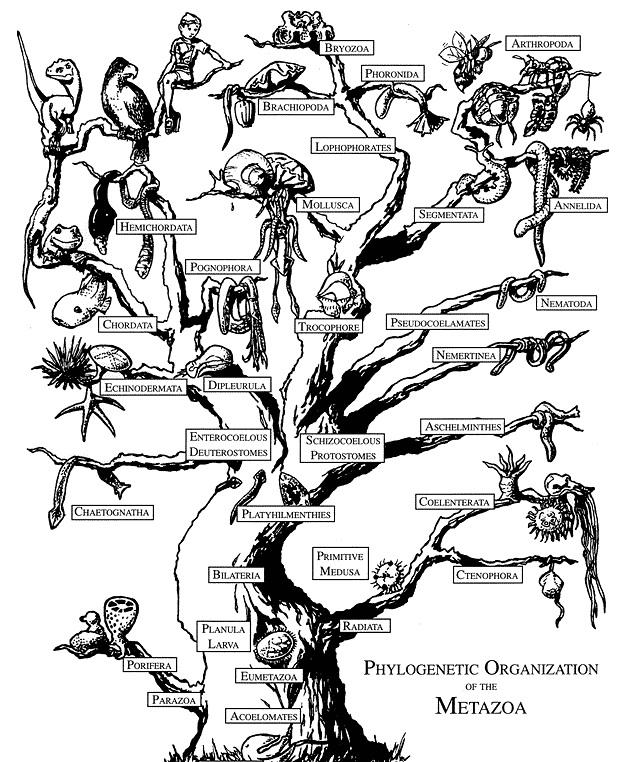 Bryozoa
Arthropoda
Phoronida
Brachiopoda
Lophophorates
Mollusca
Segmentata
Annelida
Hemichordata
Pognophora
Chordata
Trocophore
Pseudocoelamates
Nematoda
Nemertinea
Echinodermata
Dipleurula
Aschelminthes
Enterocoelous
Deuterostomes
Schizocoelous
Protostomes
Coelenterata
Chaetognatha
Platyhilmenthies
Primitive
Medusa
Bilateria
Ctenophora
Planula
Larva
Radiata
Porifera
Eumetazoa
Parazoa
Acoelomates
Phylogenetic Organization
of the
Metazoa